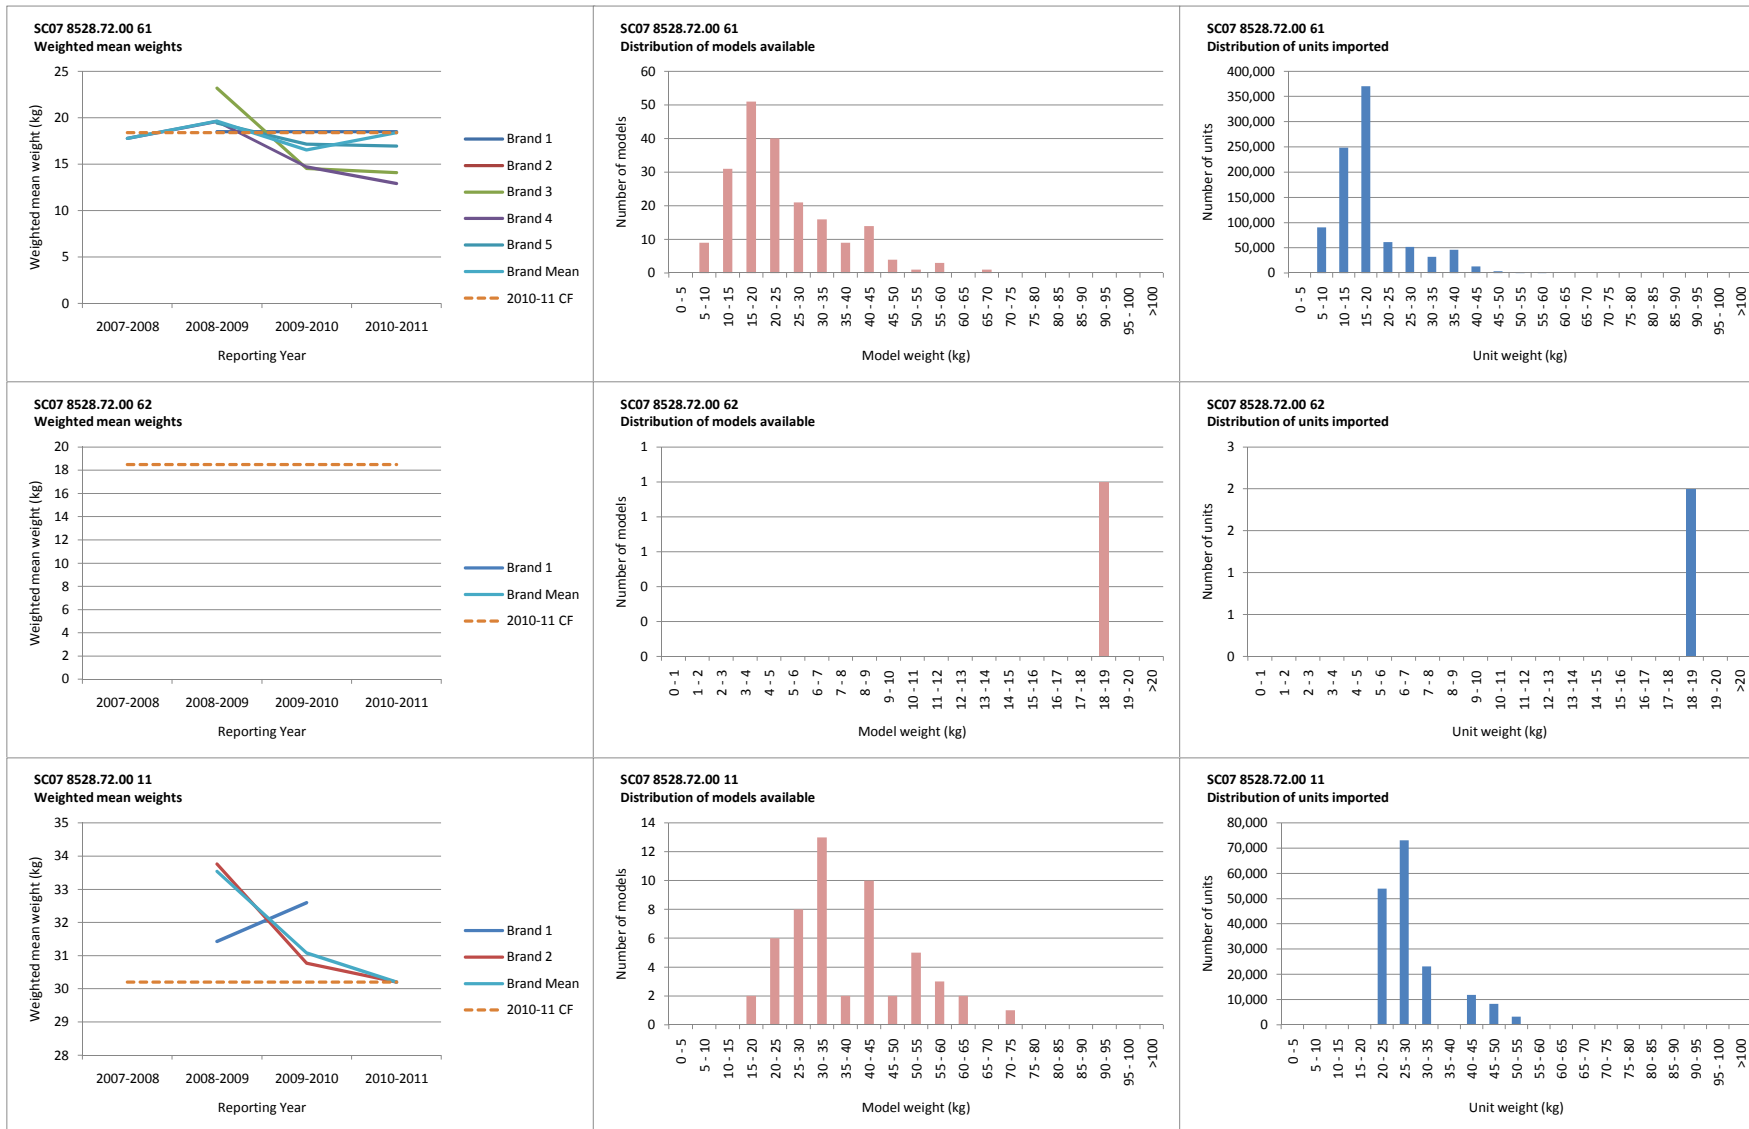 SC07 8528.72.00 61
Weighted mean weights
25
20
15
10
5
0
Weighted mean weight (kg)
2007-2008 2008-2009 2009-2010 2010-2011
Reporting Year
Brand 1
Brand 2
Brand 3
Brand 4
Brand 5
Brand Mean
2010-11 CF
SC07 8528.72.00 61
Distribution of models available
60
50
40
30
20
10
0
Number of models
0 - 5
5 - 10
10 - 15
15 - 20
20 - 25
25 - 30
30 - 35
35 - 40
40 - 45
45 - 50
50 - 55
55 - 60
60 - 65
65 - 70
70 - 75
75 - 80
80 - 85
85 - 90
90 - 95
95 - 100
>100
Model weight (kg)
SC07 8528.72.00 61
Distribution of units imported
400,000
350,000
300,000
250,000
200,000
150,000
100,000
50,000
0
Number of units
0 - 5
5 - 10
10 - 15
15 - 20
20 - 25
25 - 30
30 - 35
35 - 40
40 - 45
45 - 50
50 - 55
55 - 60
60 - 65
65 - 70
70 - 75
75 - 80
80 - 85
85 - 90
90 - 95
95 - 100
>100
Unit weight (kg)
SC07 8528.72.00 62
Weighted mean weights
20
18
16
14
12
10
8
6
4
2
0
Weighted mean weight (kg)
2007-2008 2008-2009 2009-2010 2010-2011
Reporting Year
Brand 1
Brand Mean
2010-11 CF
SC07 8528.72.00 62
Distribution of models available
1
1
1
1
0
0
0
Number of models
0 - 1
1 - 2
2 - 3
3 - 4
4 - 5
5 - 6
6 - 7
7 - 8
8 - 9
9 - 10
10 - 11
11 - 12
12 - 13
13 - 14
14 - 15
15 - 16
16 - 17
17 - 18
18 - 19
19 - 20
>20
Model weight (kg)
SC07 8528.72.00 62
Distribution of units imported
3
2
2
1
1
0
Number of units
0 - 1
1 - 2
2 - 3
3 - 4
4 - 5
5 - 6
6 - 7
7 - 8
8 - 9
9 - 10
10 - 11
11 - 12
12 - 13
13 - 14
14 - 15
15 - 16
16 - 17
17 - 18
18 - 19
19 - 20
>20
Unit weight (kg)
SC07 8528.72.00 11
Weighted mean weights
35
34
33
32
31
30
29
28
Weighted mean weight (kg)
2007-2008 2008-2009 2009-2010 2010-2011
Reporting Year
Brand 1
Brand 2
Brand Mean
2010-11 CF
SC07 8528.72.00 11
Distribution of models available
14
12
10
8
6
4
2
0
Number of models
0 - 5
5 - 10
10 - 15
15 - 20
20 - 25
25 - 30
30 - 35
35 - 40
40 - 45
45 - 50
50 - 55
55 - 60
60 - 65
65 - 70
70 - 75
75 - 80
80 - 85
85 - 90
90 - 95
95 - 100
>100
Model weight (kg)
SC07 8528.72.00 11
Distribution of units imported
80,000
70,000
60,000
50,000
40,000
30,000
20,000
10,000
0
Number of units
0 - 5
5 - 10
10 - 15
15 - 20
20 - 25
25 - 30
30 - 35
35 - 40
40 - 45
45 - 50
50 - 55
55 - 60
60 - 65
65 - 70
70 - 75
75 - 80
80 - 85
85 - 90
90 - 95
95 - 100
>100
Unit weight (kg)